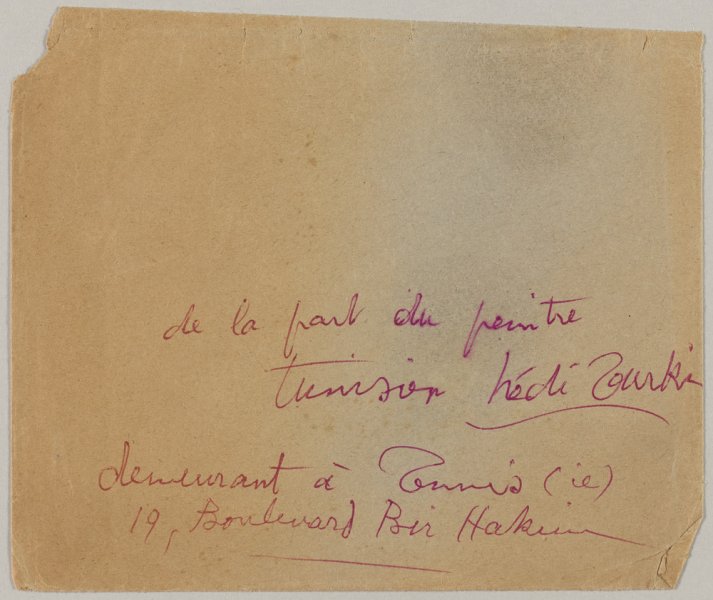 de la part du peintre
tunisien Hédi Turki
demeurant à Tunis (ie)
19, Boulevard Bir Hakim